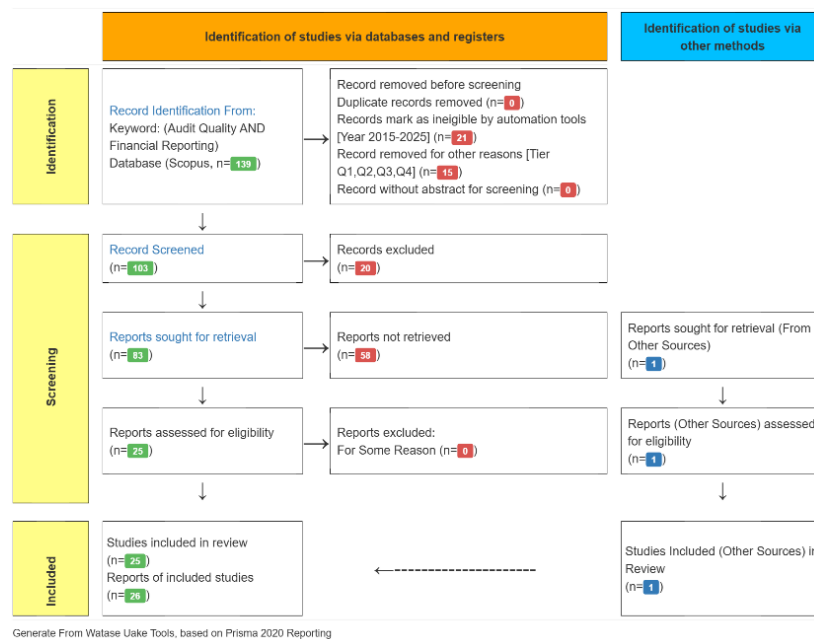 Identification of studies via databases and registers
Identification of studies via
other methods
Identification
Record Identification From:
Keyword: (Audit Quality AND
Financial Reporting)
Database (Scopus, n= 139 )
Record removed before screening
Duplicate records removed (n= 0 )
Records mark as ineligible by automation tools
[Year 2015-2025] (n= 21 )
Record removed for other reasons [Tier
Q1,Q2,Q3,Q4] (n= 15 )
Record without abstract for screening (n= 0 )
Screening
Record Screened
(n= 103 )
Records excluded
(n= 20 )
Reports sought for retrieval
(n= 83 )
Reports not retrieved
(n= 58 )
Reports sought for retrieval (From
Other Sources)
(n= 1 )
Reports assessed for eligibility
(n= 25 )
Reports excluded:
For Some Reason (n= 0 )
Reports (Other Sources) assessed
for eligibility
(n= 1 )
Included
Studies included in review
(n= 25 )
Reports of included studies
(n= 26 )
Studies Included (Other Sources) in
Review
(n= 1 )
Generate From Watase Uake Tools, based on Prisma 2020 Reporting